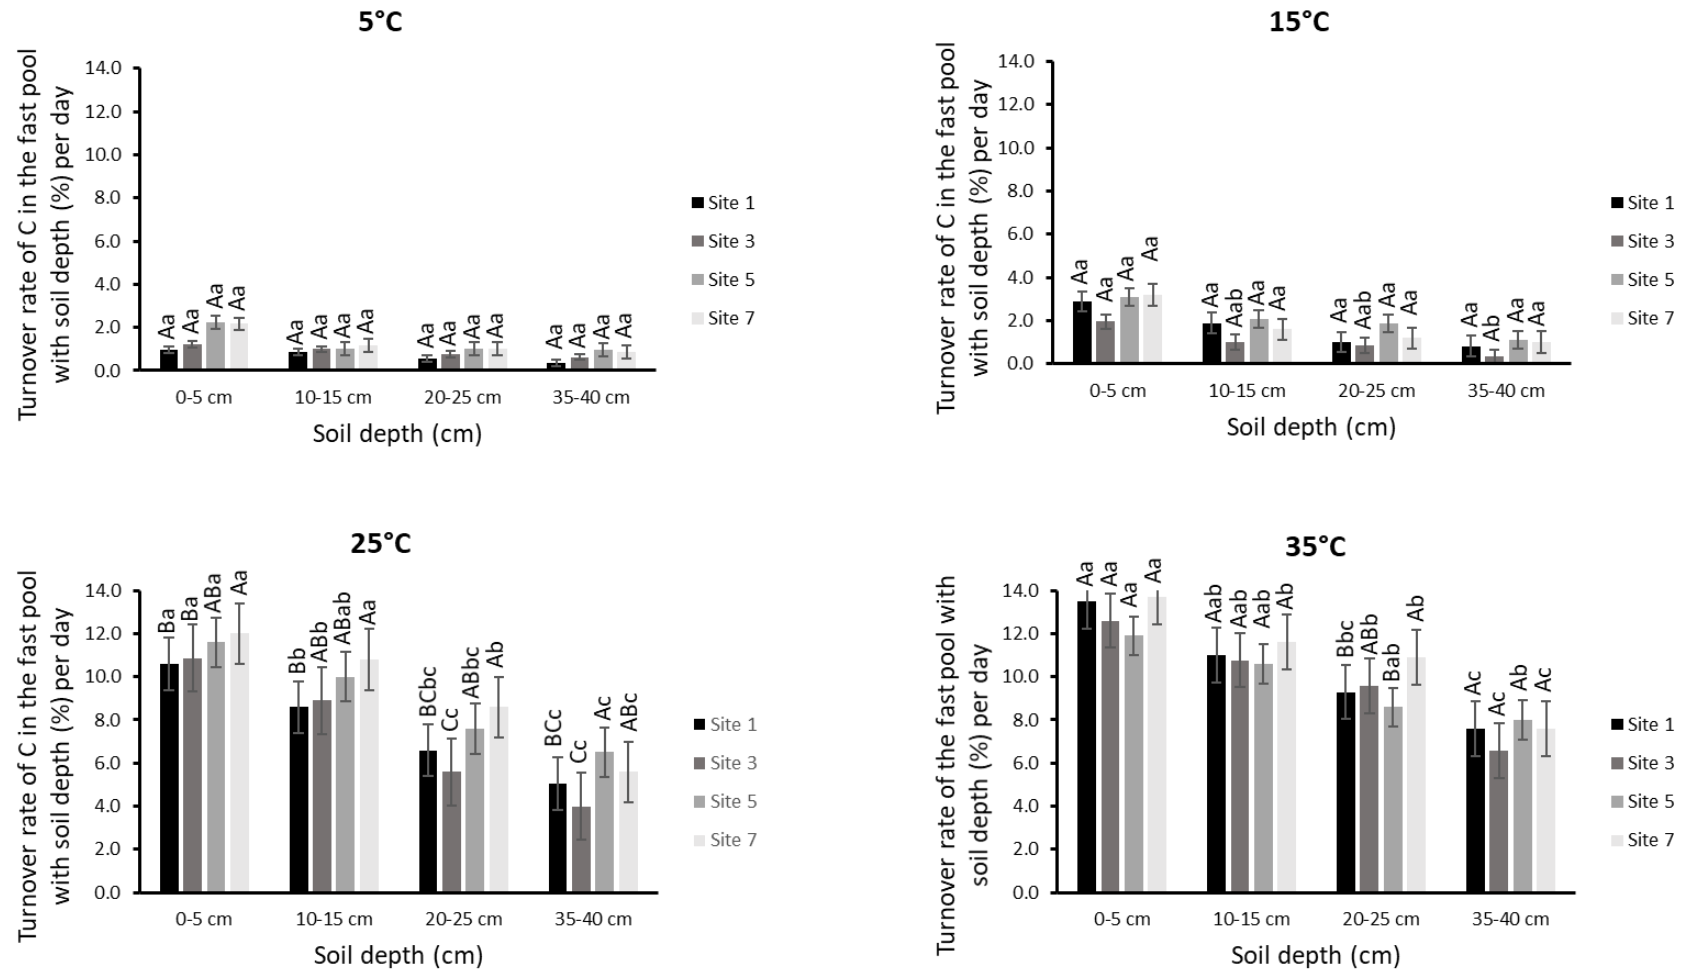 5°C
Turnover rate of C in the fast pool
with soil depth (%) per day
14.0
12.0
10.0
8.0
6.0
4.0
2.0
0.0
Aa Aa Aa Aa
Aa Aa Aa Aa
Aa Aa Aa Aa
Aa Aa Aa Aa
0-5 cm 10-15 cm 20-25 cm 35-40 cm
Soil depth (cm)
Site 1
Site 3
Site 5
Site 7
15°C
Turnover rate of C in the fast pool
with soil depth (%) per day
14.0
12.0
10.0
8.0
6.0
4.0
2.0
0.0
Aa Aa Aa Aa
Aa Aab Aa Aa
Aa Aab Aa Aa
Aa Ab Aa Aa
0-5 cm 10-15 cm 20-25 cm 35-40 cm
Soil depth (cm)
Site 1
Site 3
Site 5
Site 7
25°C
Turnover rate of C in the fast pool
with soil depth (%) per day
14.0
12.0
10.0
8.0
6.0
4.0
2.0
0.0
Ba Ba ABa Aa
Bb ABb ABab Aa
BCbc Cc ABbc Ab
BCc Cc Ac ABc
0-5 cm 10-15 cm 20-25 cm 35-40 cm
Soil depth (cm)
Site 1
Site 3
Site 5
Site 7
35°C
Turnover rate of the fast pool with
soil depth (%) per day
14.0
12.0
10.0
8.0
6.0
4.0
2.0
0.0
Aa Aa Aa Aa
Aab Aab Aab Ab
Bbc ABb Bab Ab
Ac Ac Ab Ac
0-5 cm 10-15 cm 20-25 cm 35-40 cm
Soil depth (cm)
Site 1
Site 3
Site 5
Site 7